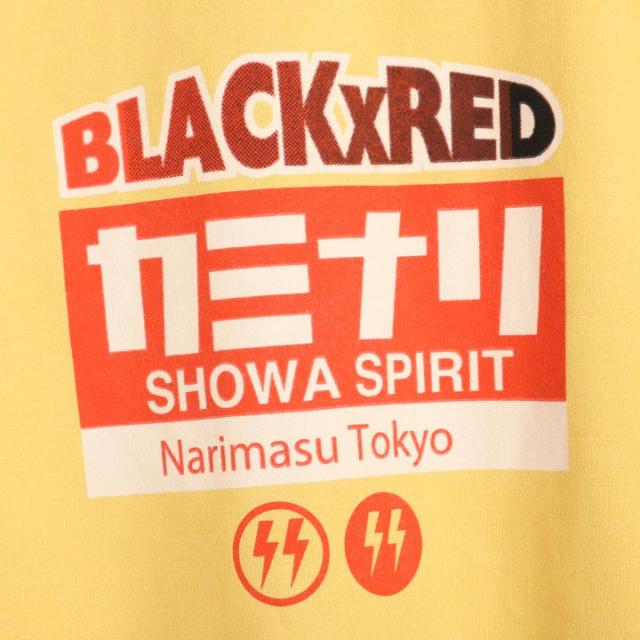 BLACKxRED
カミナリ
SHOWA SPIRIT
Narimasu Tokyo